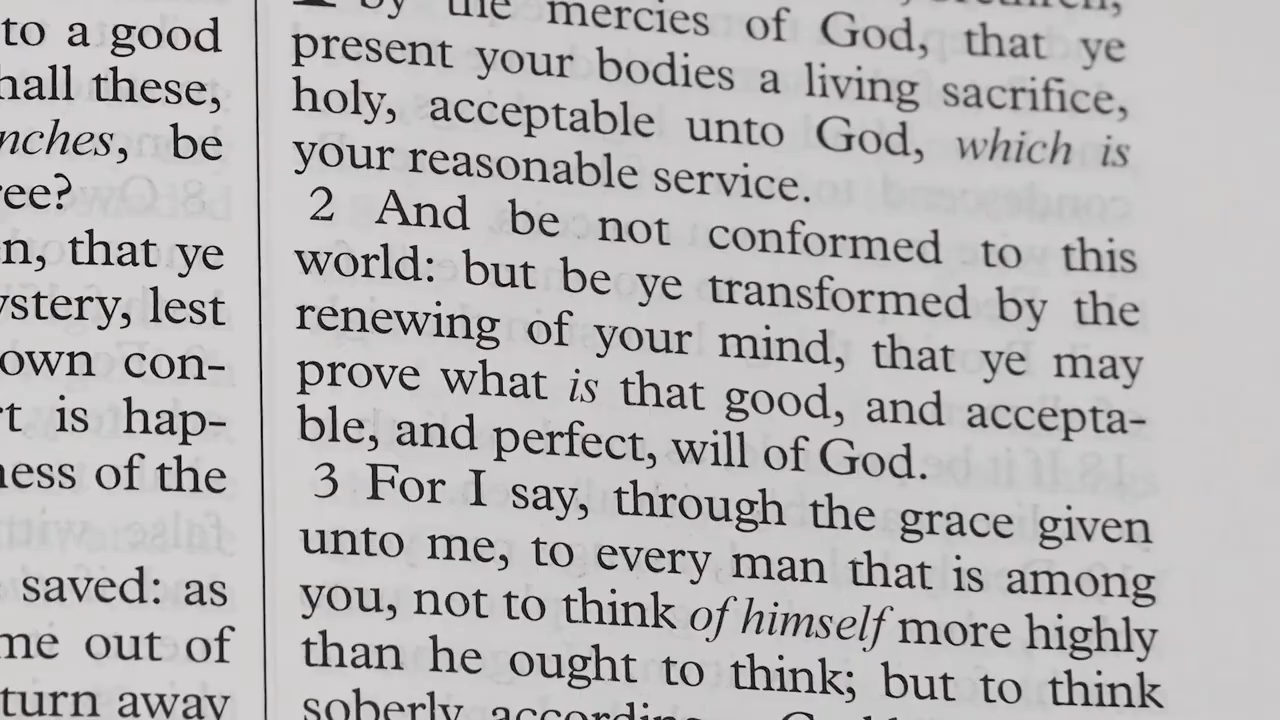 to a good
hall these,
nches, be
ree?
n, that ye
ystery, lest
own con-
t is hap-
ness of the
saved: as
me out of
turn away
by the mercies of God, that ye
present your bodies a living sacrifice,
holy, acceptable unto God, which is
your reasonable service.
2 And be not conformed to this
world: but be ye transformed by the
renewing of your mind, that ye may
prove what is that good, and accepta-
ble, and perfect, will of God.
3 For I say, through the grace given
unto me, to every man that is among
you, not to think of himself more highly
than he ought to think; but to think
soberly